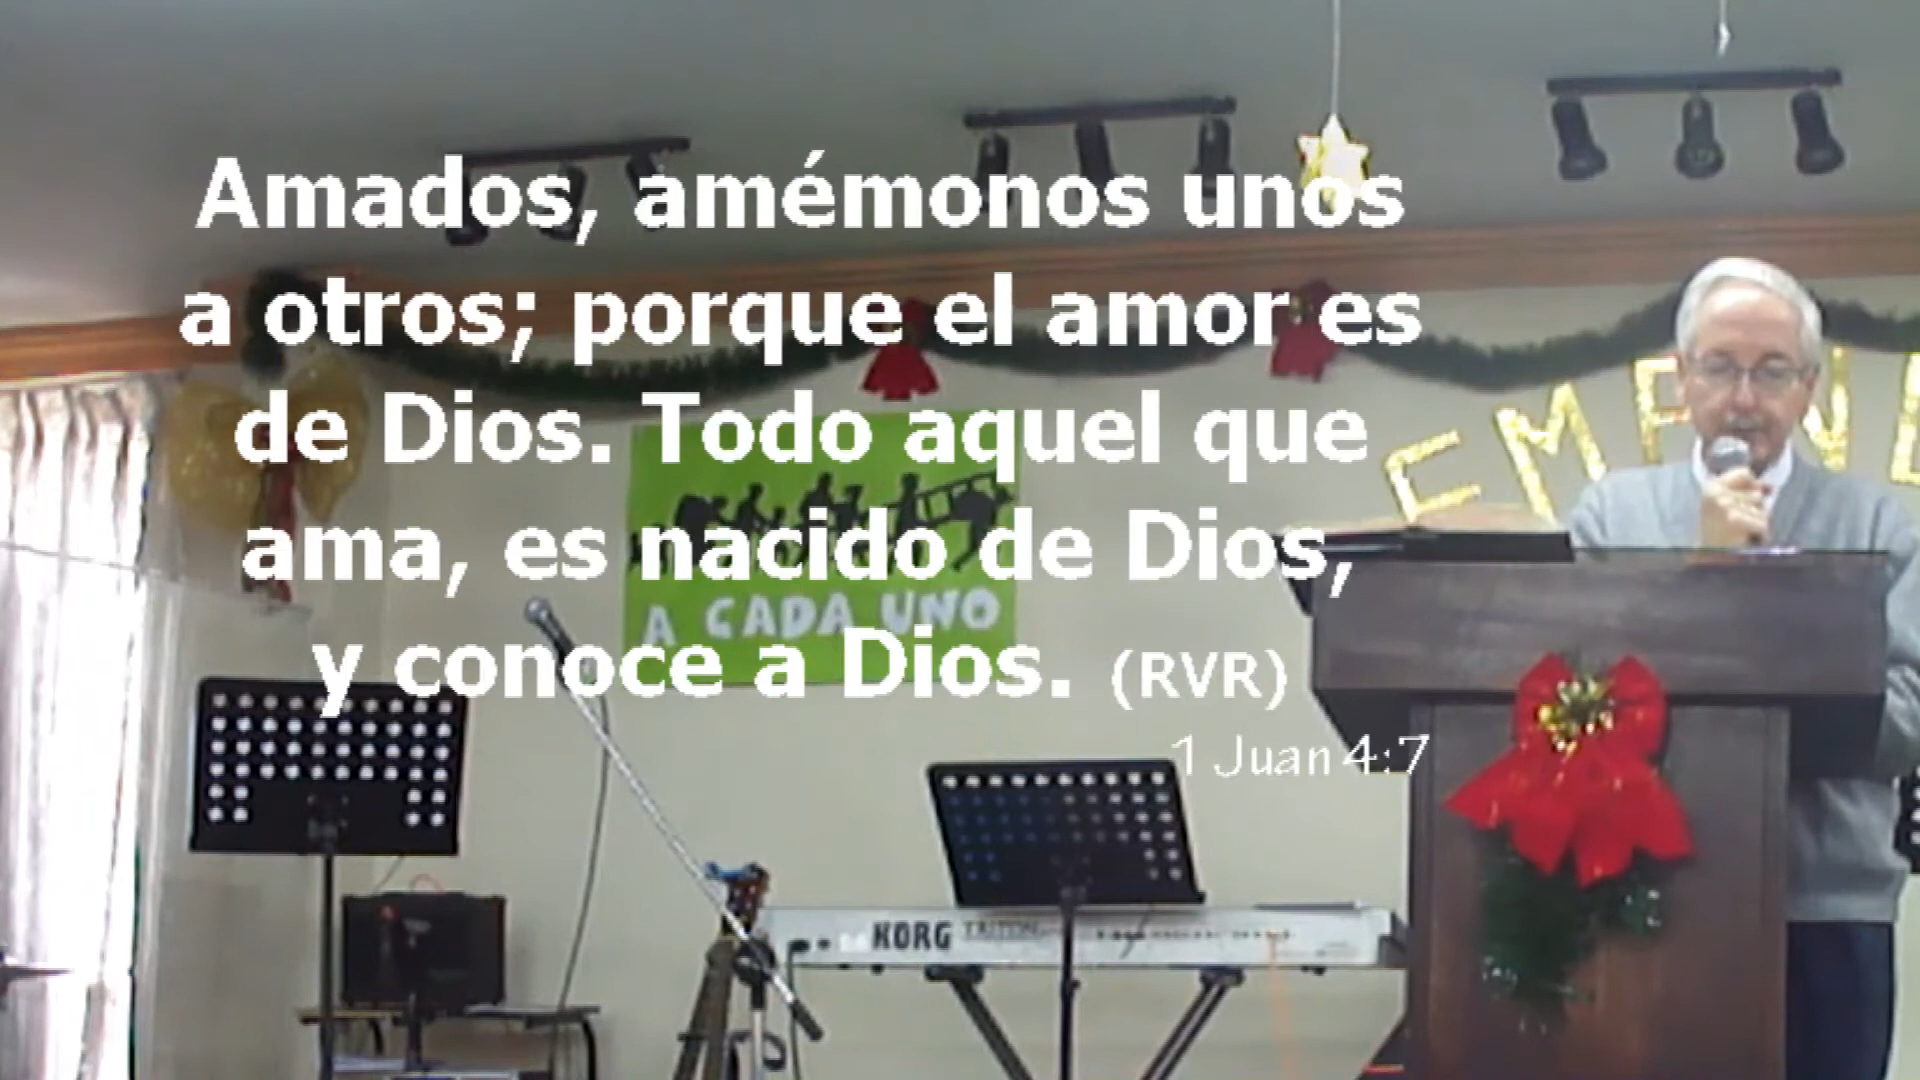 Amados, amémonos unos
a otros; porque el amor es
de Dios. Todo aquel que
ama, es nacido de Dios,
y conoce a Dios. (RVR)
1 Juan 4:7
A CADA UNO
KORG TRITON